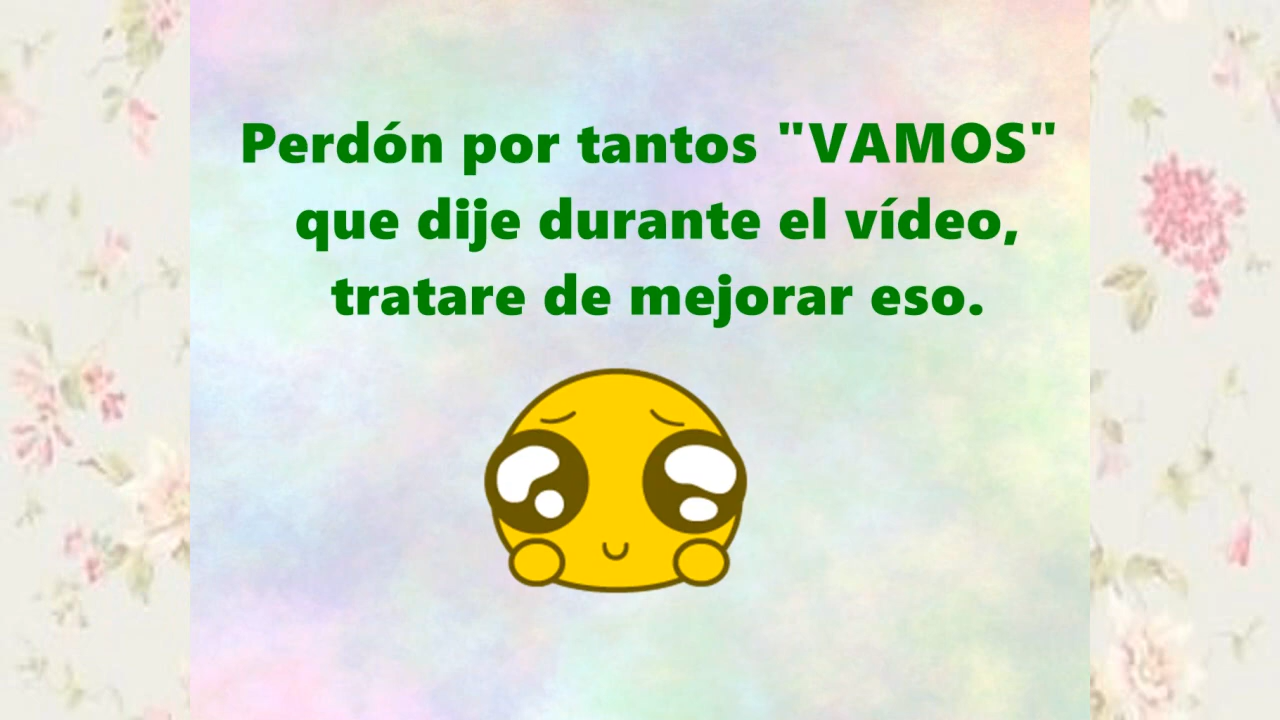 Perdón por tantos "VAMOS"
que dije durante el vídeo,
tratare de mejorar eso.